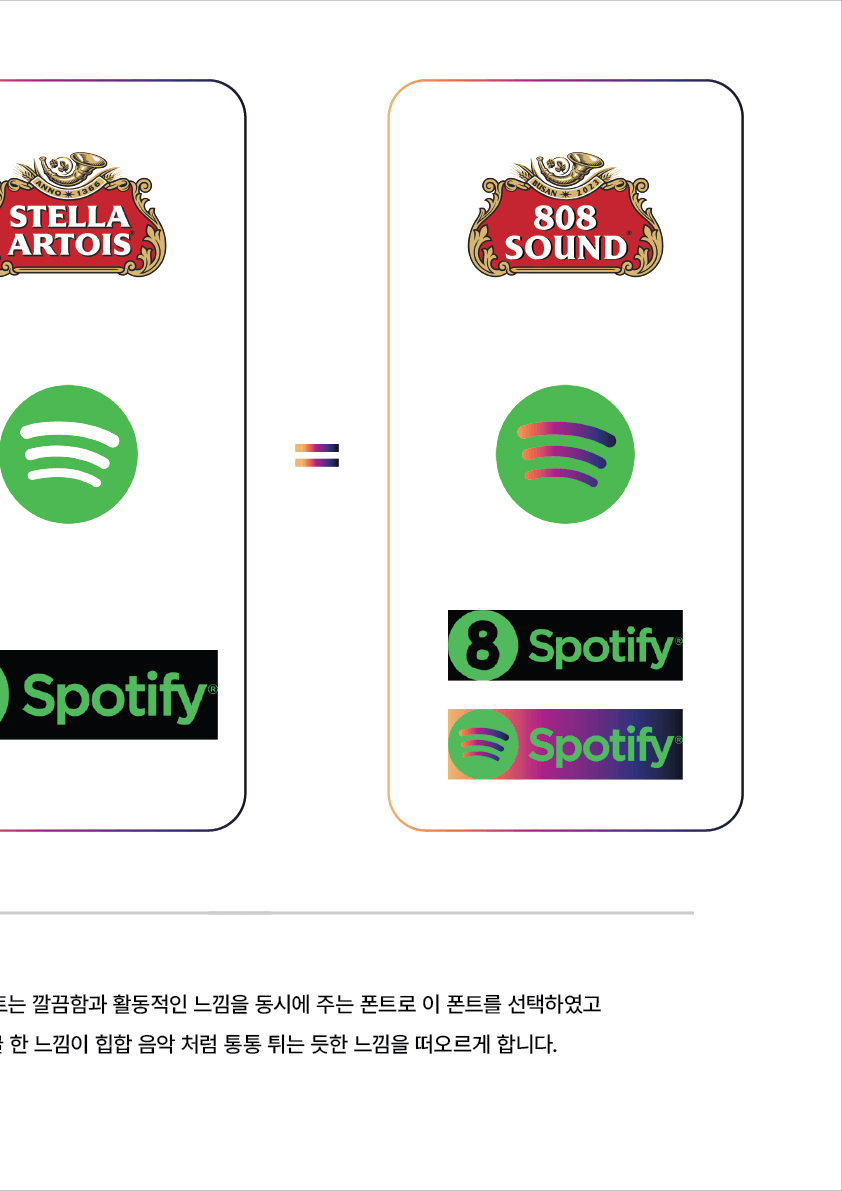 ANNO 1366
STELLA
ARTOIS
BUSAN 2023
808
SOUND
Spotify®
8 Spotify®
Spotify®
깔끔함과 활동적인 느낌을 동시에 주는 폰트로 이 폰트를 선택하였고
한 느낌이 힙합 음악 처럼 통통 튀는 듯한 느낌을 떠오르게 합니다.